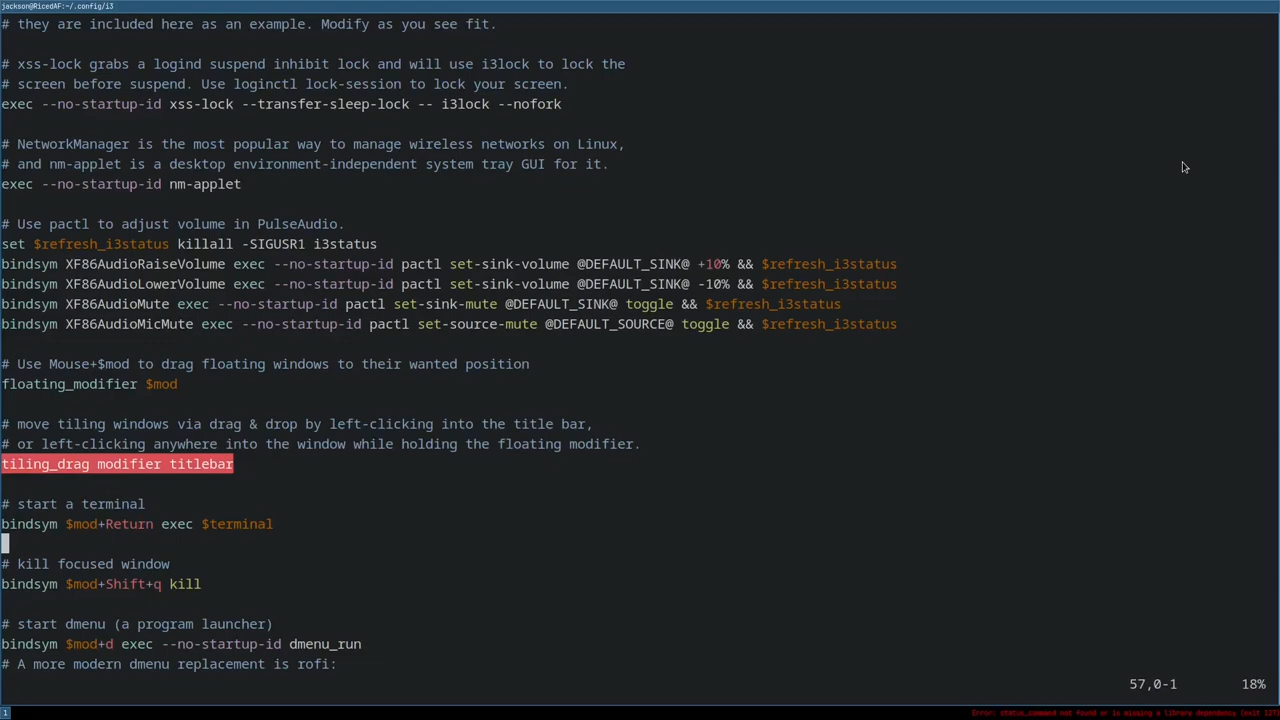 jackson@RicedAF:~/.config/i3
# they are included here as an example. Modify as you see fit.
# xss-lock grabs a logind suspend inhibit lock and will use i3lock to lock the
# screen before suspend. Use loginctl lock-session to lock your screen.
exec --no-startup-id xss-lock --transfer-sleep-lock -- i3lock --nofork
# NetworkManager is the most popular way to manage wireless networks on Linux,
# and nm-applet is a desktop environment-independent system tray GUI for it.
exec --no-startup-id nm-applet
# Use pactl to adjust volume in PulseAudio.
set $refresh_i3status killall -SIGUSR1 i3status
bindsym XF86AudioRaiseVolume exec --no-startup-id pactl set-sink-volume @DEFAULT_SINK@ +10% && $refresh_i3status
bindsym XF86AudioLowerVolume exec --no-startup-id pactl set-sink-volume @DEFAULT_SINK@ -10% && $refresh_i3status
bindsym XF86AudioMute exec --no-startup-id pactl set-sink-mute @DEFAULT_SINK@ toggle && $refresh_i3status
bindsym XF86AudioMicMute exec --no-startup-id pactl set-source-mute @DEFAULT_SOURCE@ toggle && $refresh_i3status
# Use Mouse+$mod to drag floating windows to their wanted position
floating_modifier $mod
# move tiling windows via drag & drop by left-clicking into the title bar,
# or left-clicking anywhere into the window while holding the floating modifier.
tiling_drag modifier titlebar
# start a terminal
bindsym $mod+Return exec $terminal
# kill focused window
bindsym $mod+Shift+q kill
# start dmenu (a program launcher)
bindsym $mod+d exec --no-startup-id dmenu_run
# A more modern dmenu replacement is rofi:
57,0-1 18%
1 Error: status_command not found or is missing a library dependency (exit 127)